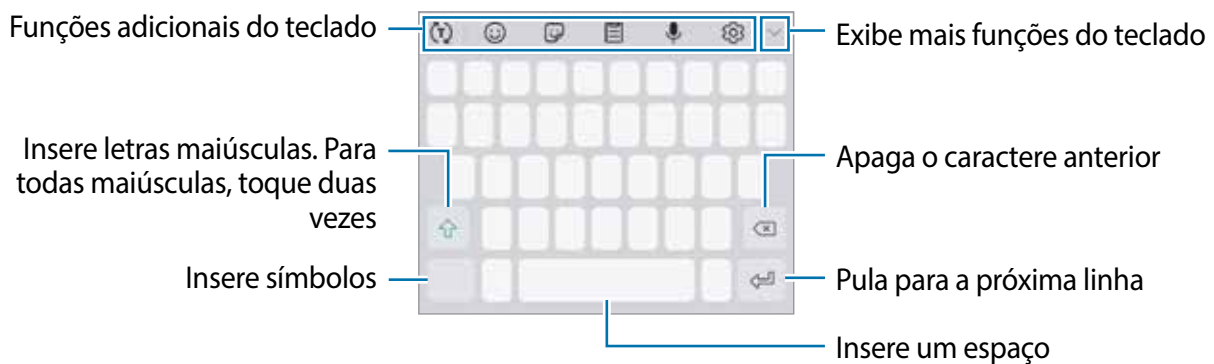 Funções adicionais do teclado
Exibe mais funções do teclado
Insere letras maiúsculas. Para
todas maiúsculas, toque duas
vezes
Apaga o caractere anterior
Insere símbolos
Pula para a próxima linha
Insere um espaço